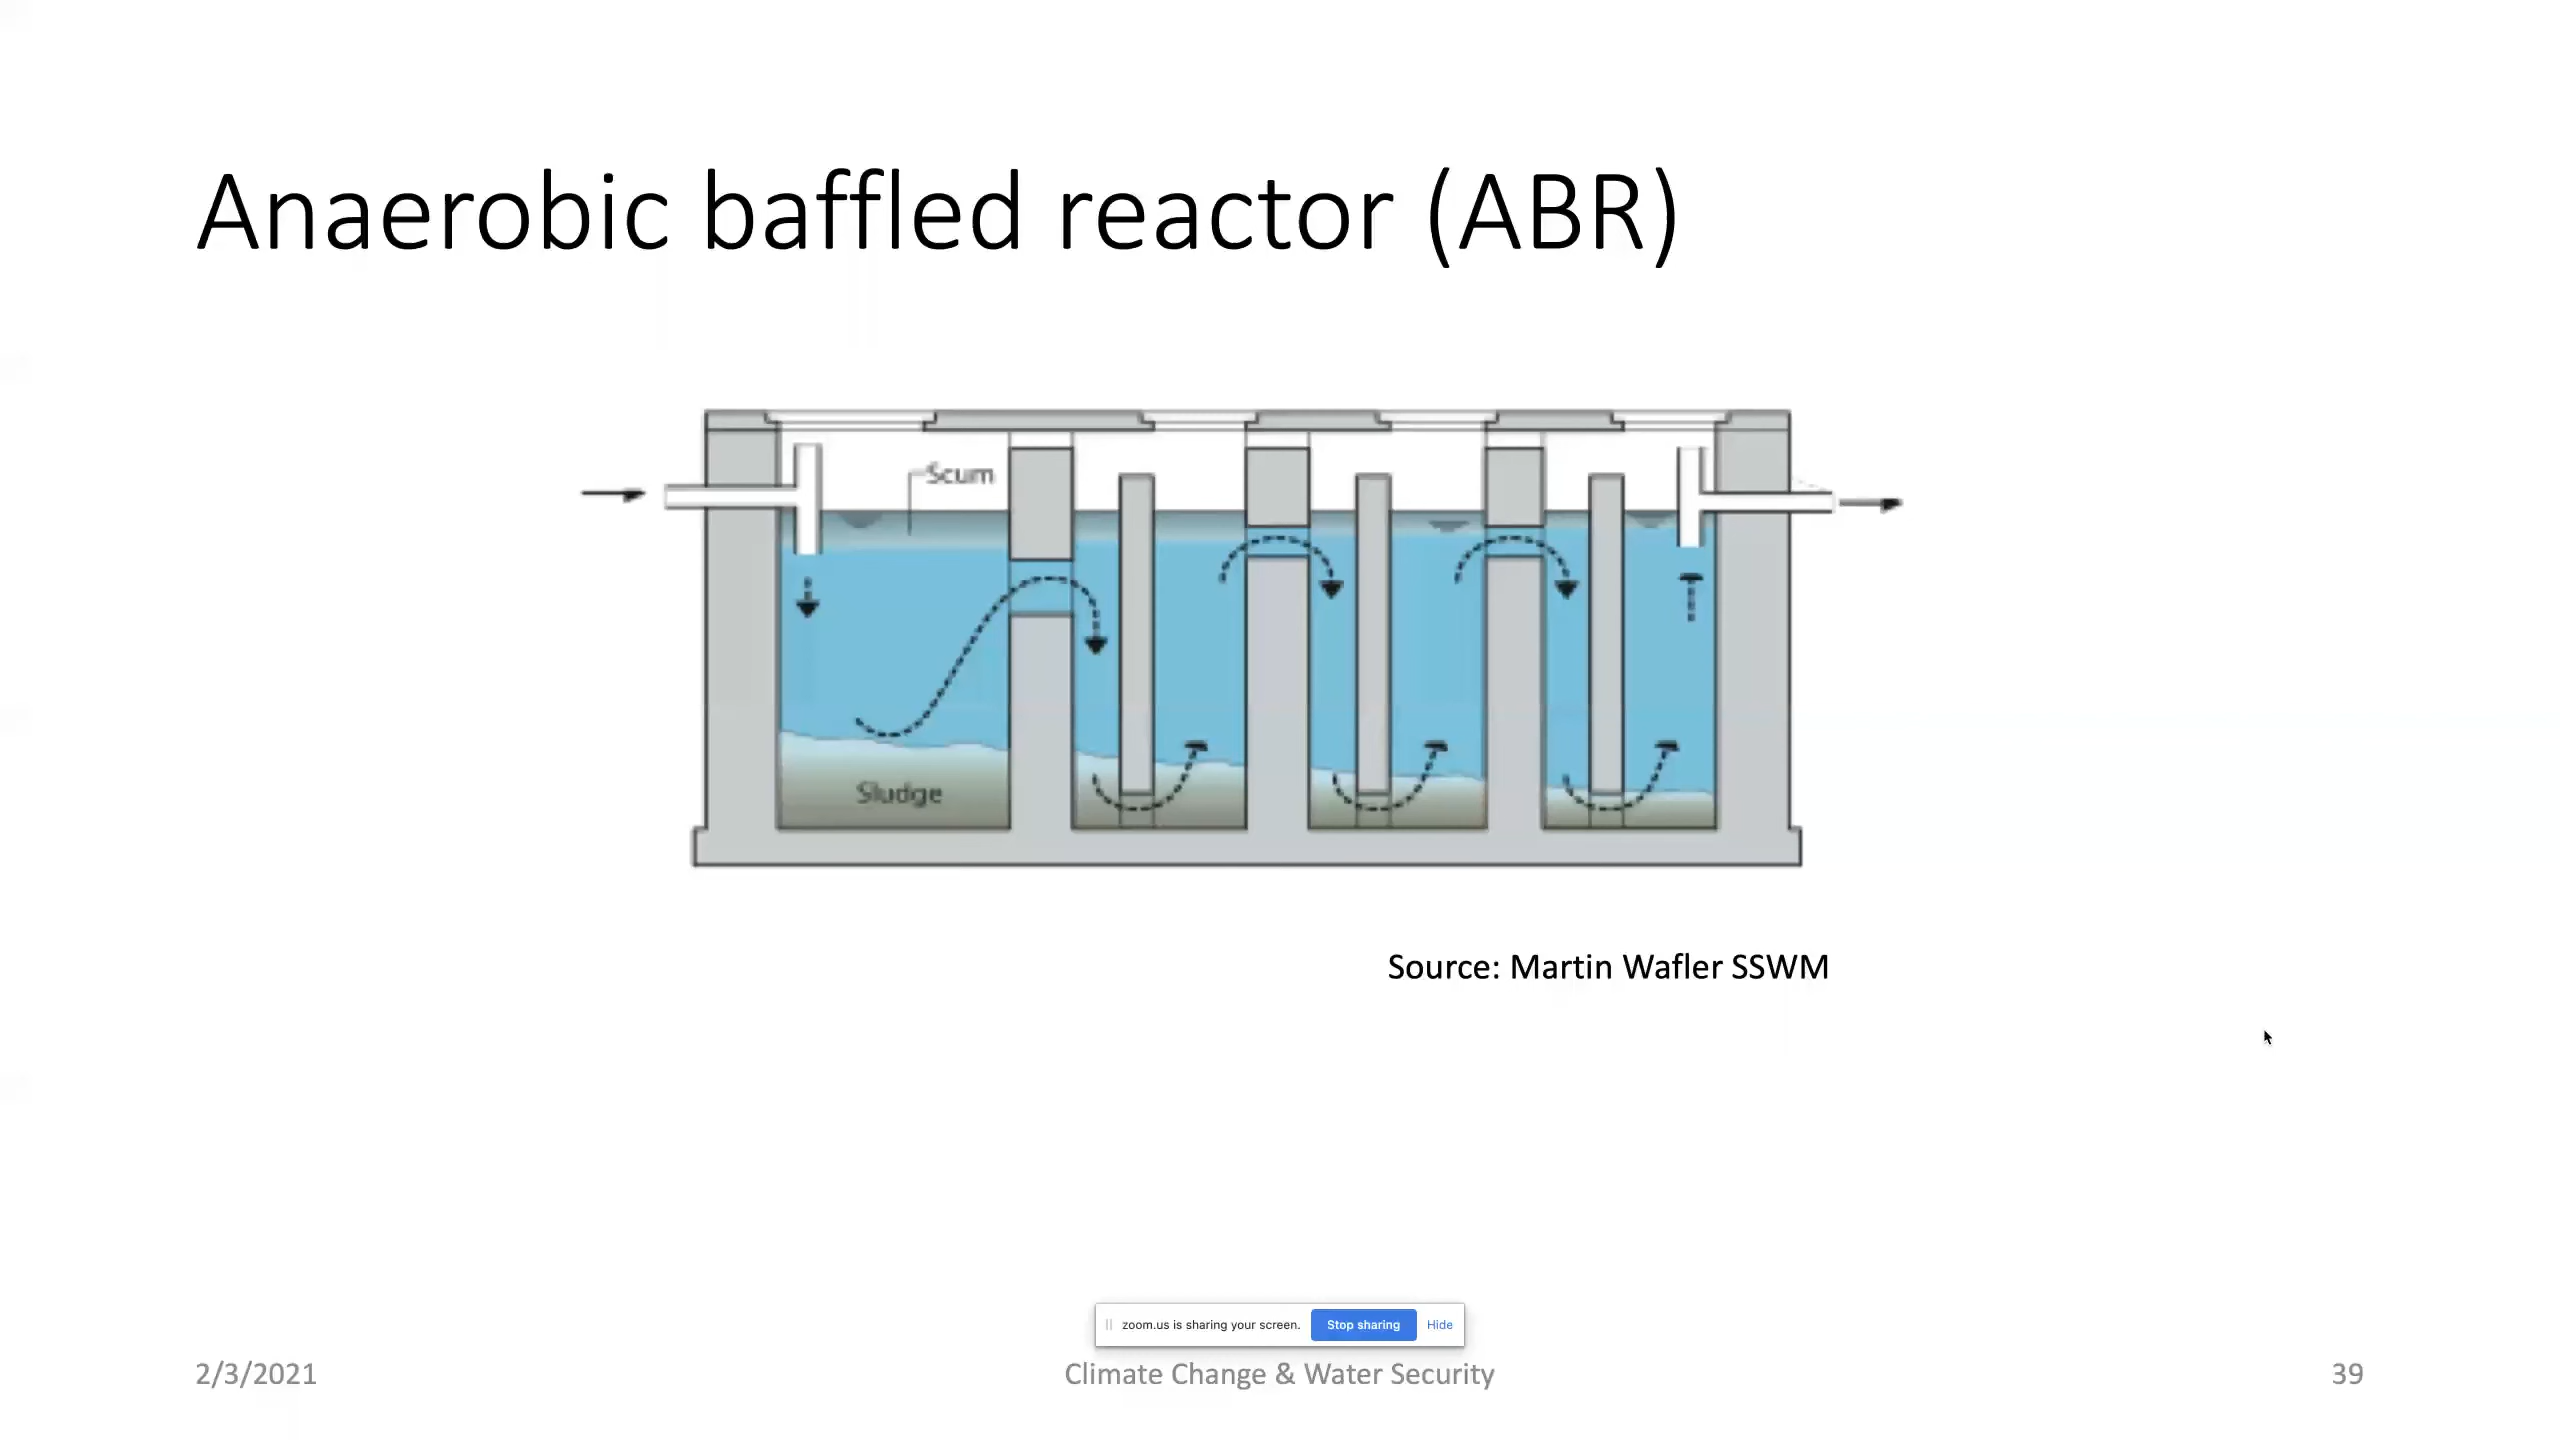 Anaerobic baffled reactor (ABR)
Scum
Sludge
Source: Martin Wafler SSWM
zoom.us is sharing your screen. Stop sharing Hide
2/3/2021 Climate Change & Water Security 39